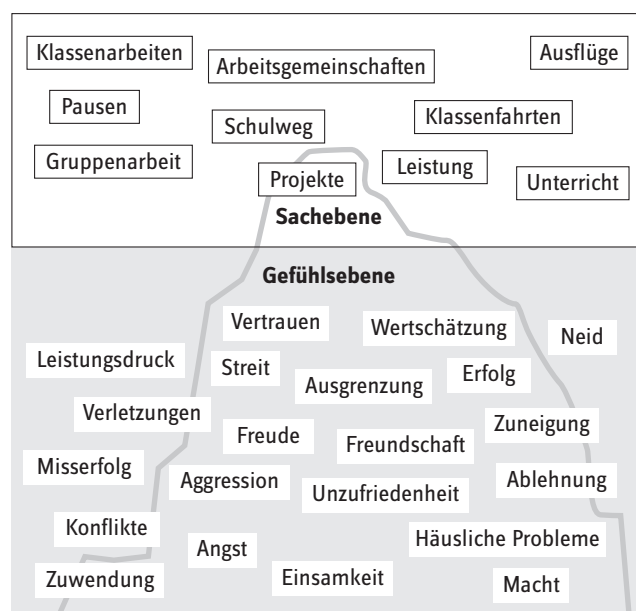 Klassenarbeiten
Arbeitsgemeinschaften
Ausflüge
Pausen
Schulweg
Klassenfahrten
Gruppenarbeit
Projekte
Leistung
Unterricht
Sachebene
Gefühlsebene
Vertrauen
Wertschätzung
Neid
Leistungsdruck
Streit
Ausgrenzung
Erfolg
Verletzungen
Freude
Freundschaft
Zuneigung
Misserfolg
Aggression
Unzufriedenheit
Ablehnung
Konflikte
Angst
Häusliche Probleme
Zuwendung
Einsamkeit
Macht